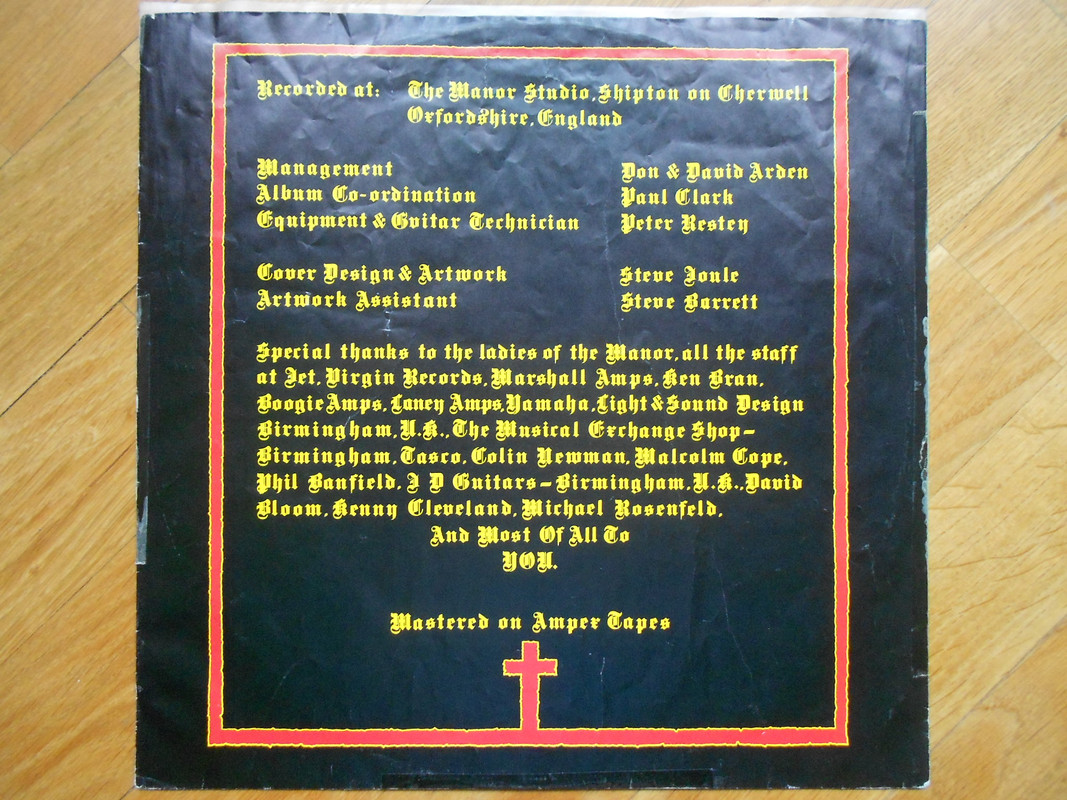 Recorded at: The Manor Studio, Shipton on Cherwell
Oxfordshire, England
Management Don & David Arden
Album Co-ordination Paul Clark
Equipment & Guitar Technician Peter Restey
Cover Design & Artwork Steve Joule
Artwork Assistant Steve Barrett
Special thanks to the ladies of the Manor, all the staff
at Jet, Virgin Records, Marshall Amps, Ken Bran,
Boogie Amps, Laney Amps, Yamaha, Light & Sound Design
Birmingham, U.K., The Musical Exchange Shop-
Birmingham, Tasco, Colin Newman, Malcolm Cope,
Phil Banfield, J D Guitars-Birmingham, U.K., David
Bloom, Kenny Cleveland, Michael Rosenfeld,
And Most Of All To
YOU.
Mastered on Ampex Tapes